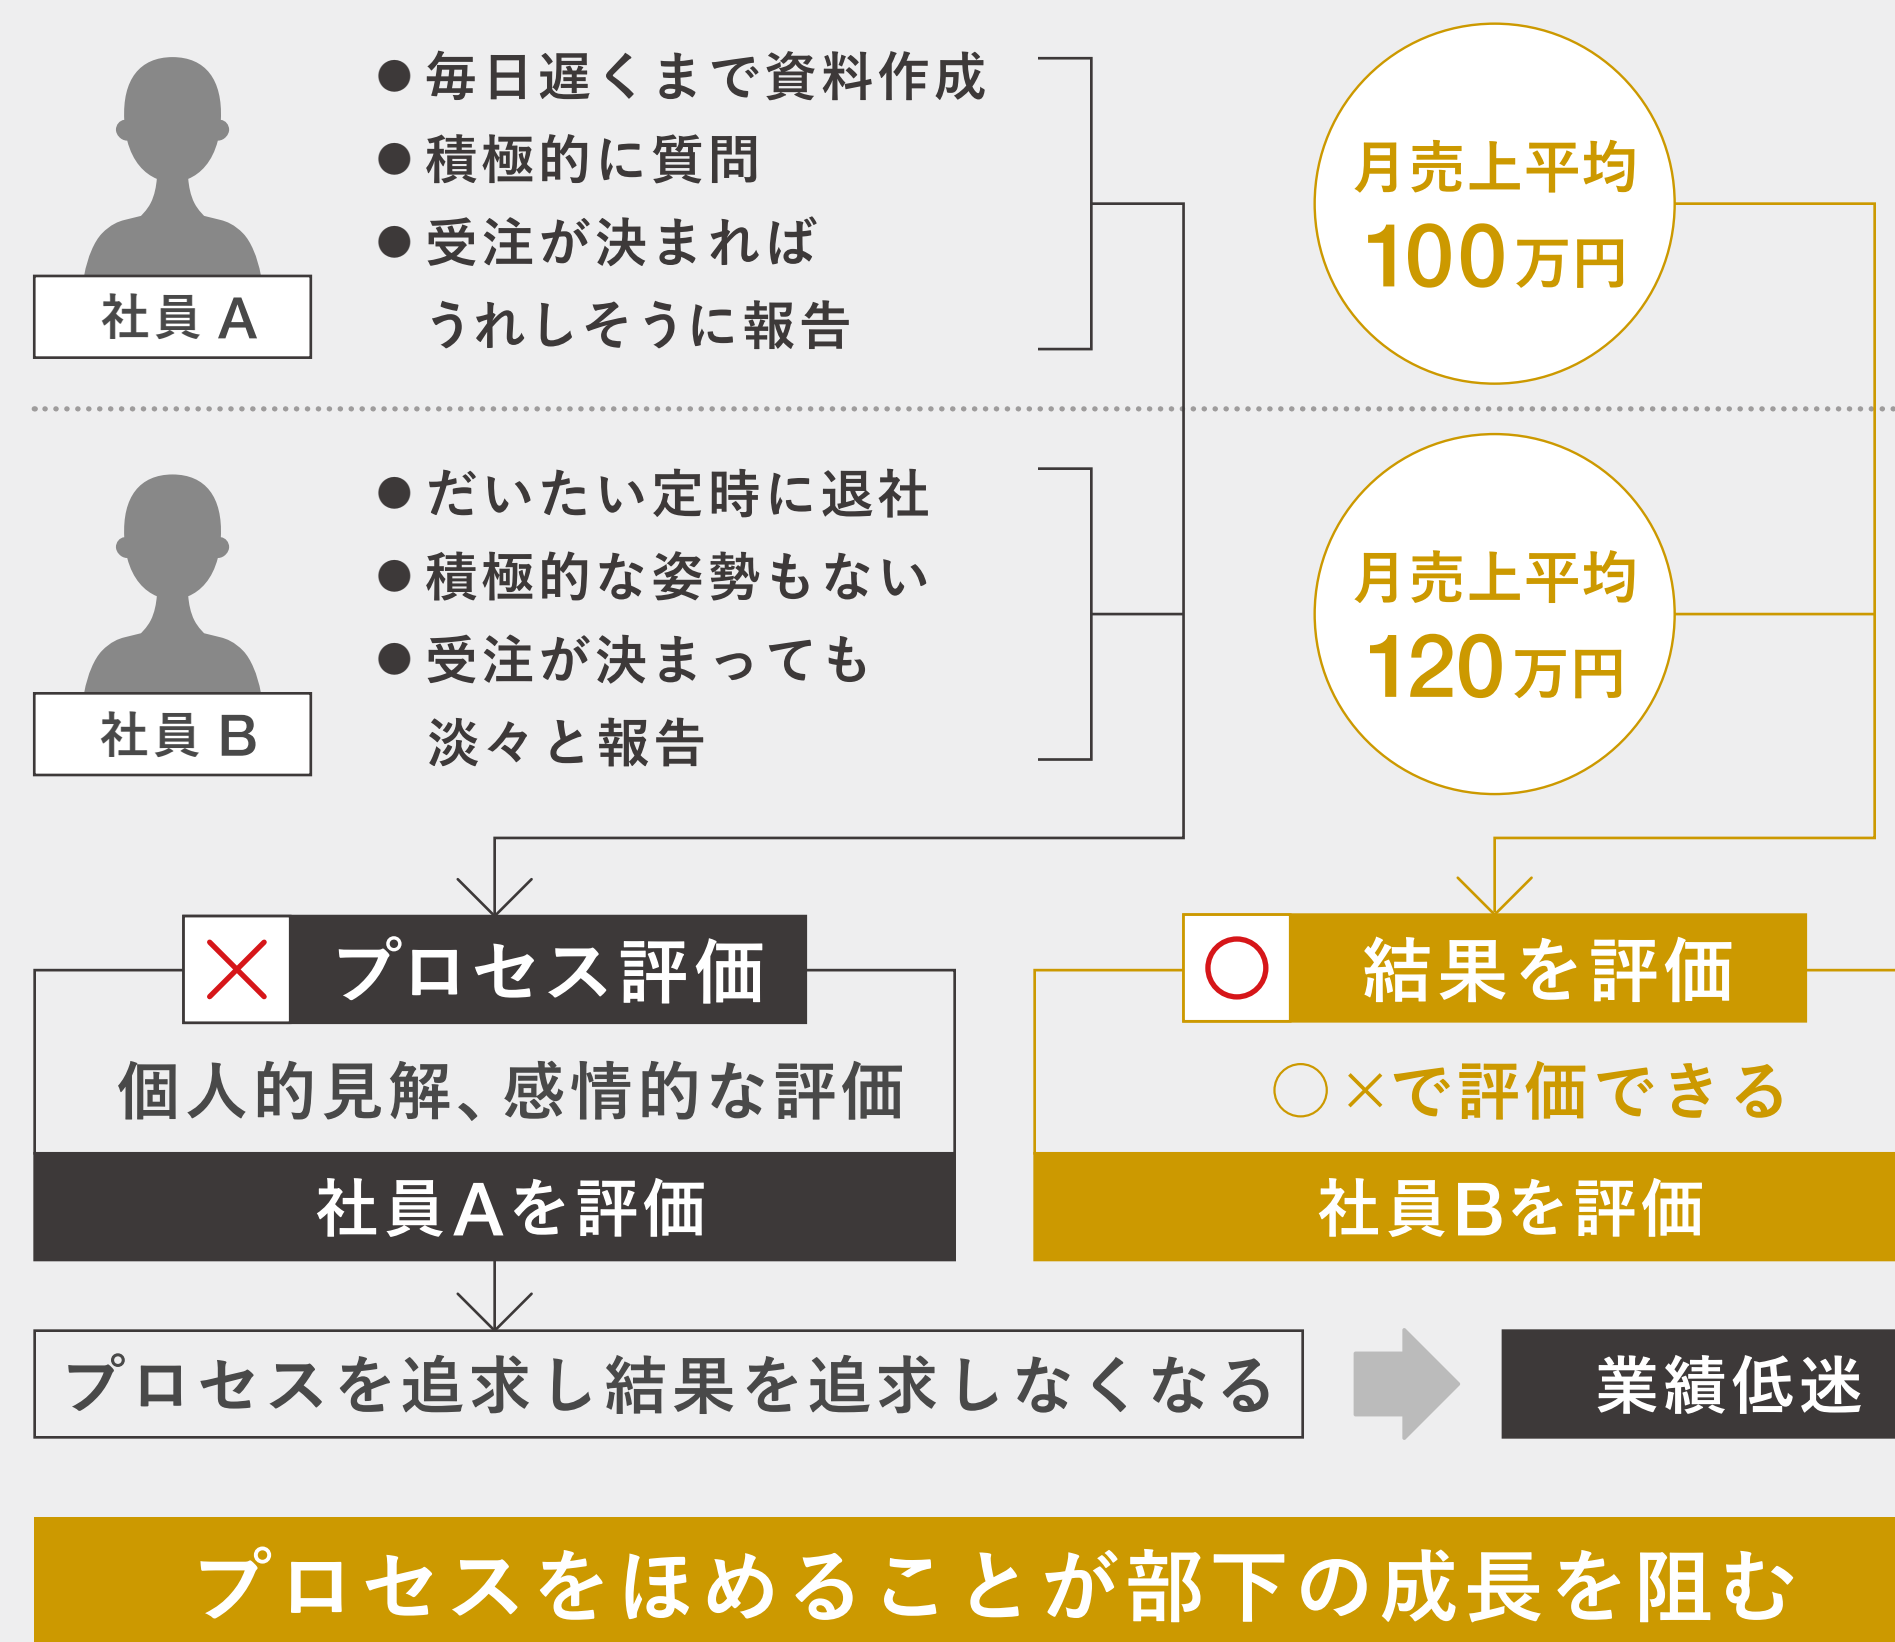 ●毎日遅くまで資料作成
●積極的に質問
●受注が決まれば
うれしそうに報告
社員 A
月売上平均
100万円
●だいたい定時に退社
●積極的な姿勢もない
●受注が決まっても
淡々と報告
社員 B
月売上平均
120万円
× プロセス評価
個人的見解、感情的な評価
社員Aを評価
○ 結果を評価
○×で評価できる
社員Bを評価
プロセスを追求し結果を追求しなくなる
業績低迷
プロセスをほめることが部下の成長を阻む